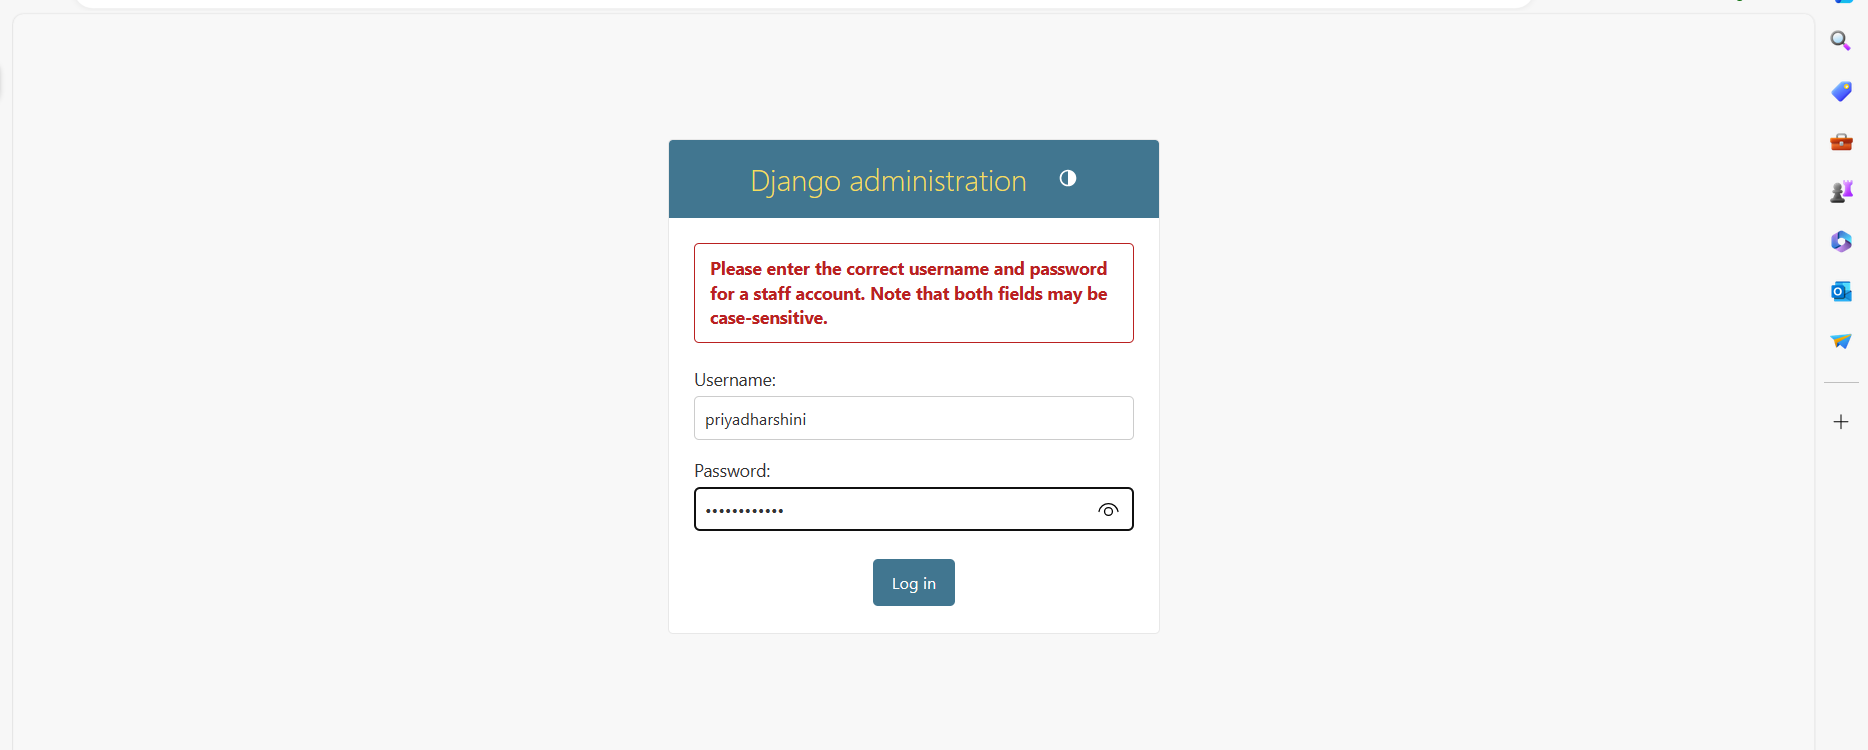 Django administration
Please enter the correct username and password
for a staff account. Note that both fields may be
case-sensitive.
Username:
priyadharshini
Password:
••••••••••••
Log in